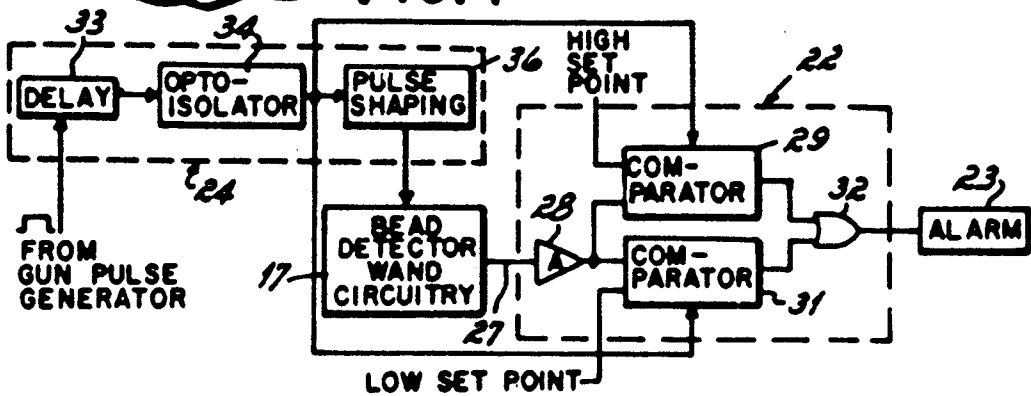 33
34
36
DELAY
OPTO-
ISOLATOR
PULSE
SHAPING
24
FROM
GUN PULSE
GENERATOR
17
BEAD
DETECTOR
WAND
CIRCUITRY
27
HIGH
SET
POINT
22
28
A
COM-
PARATOR
29
COM-
PARATOR
31
32
23
ALARM
LOW SET POINT